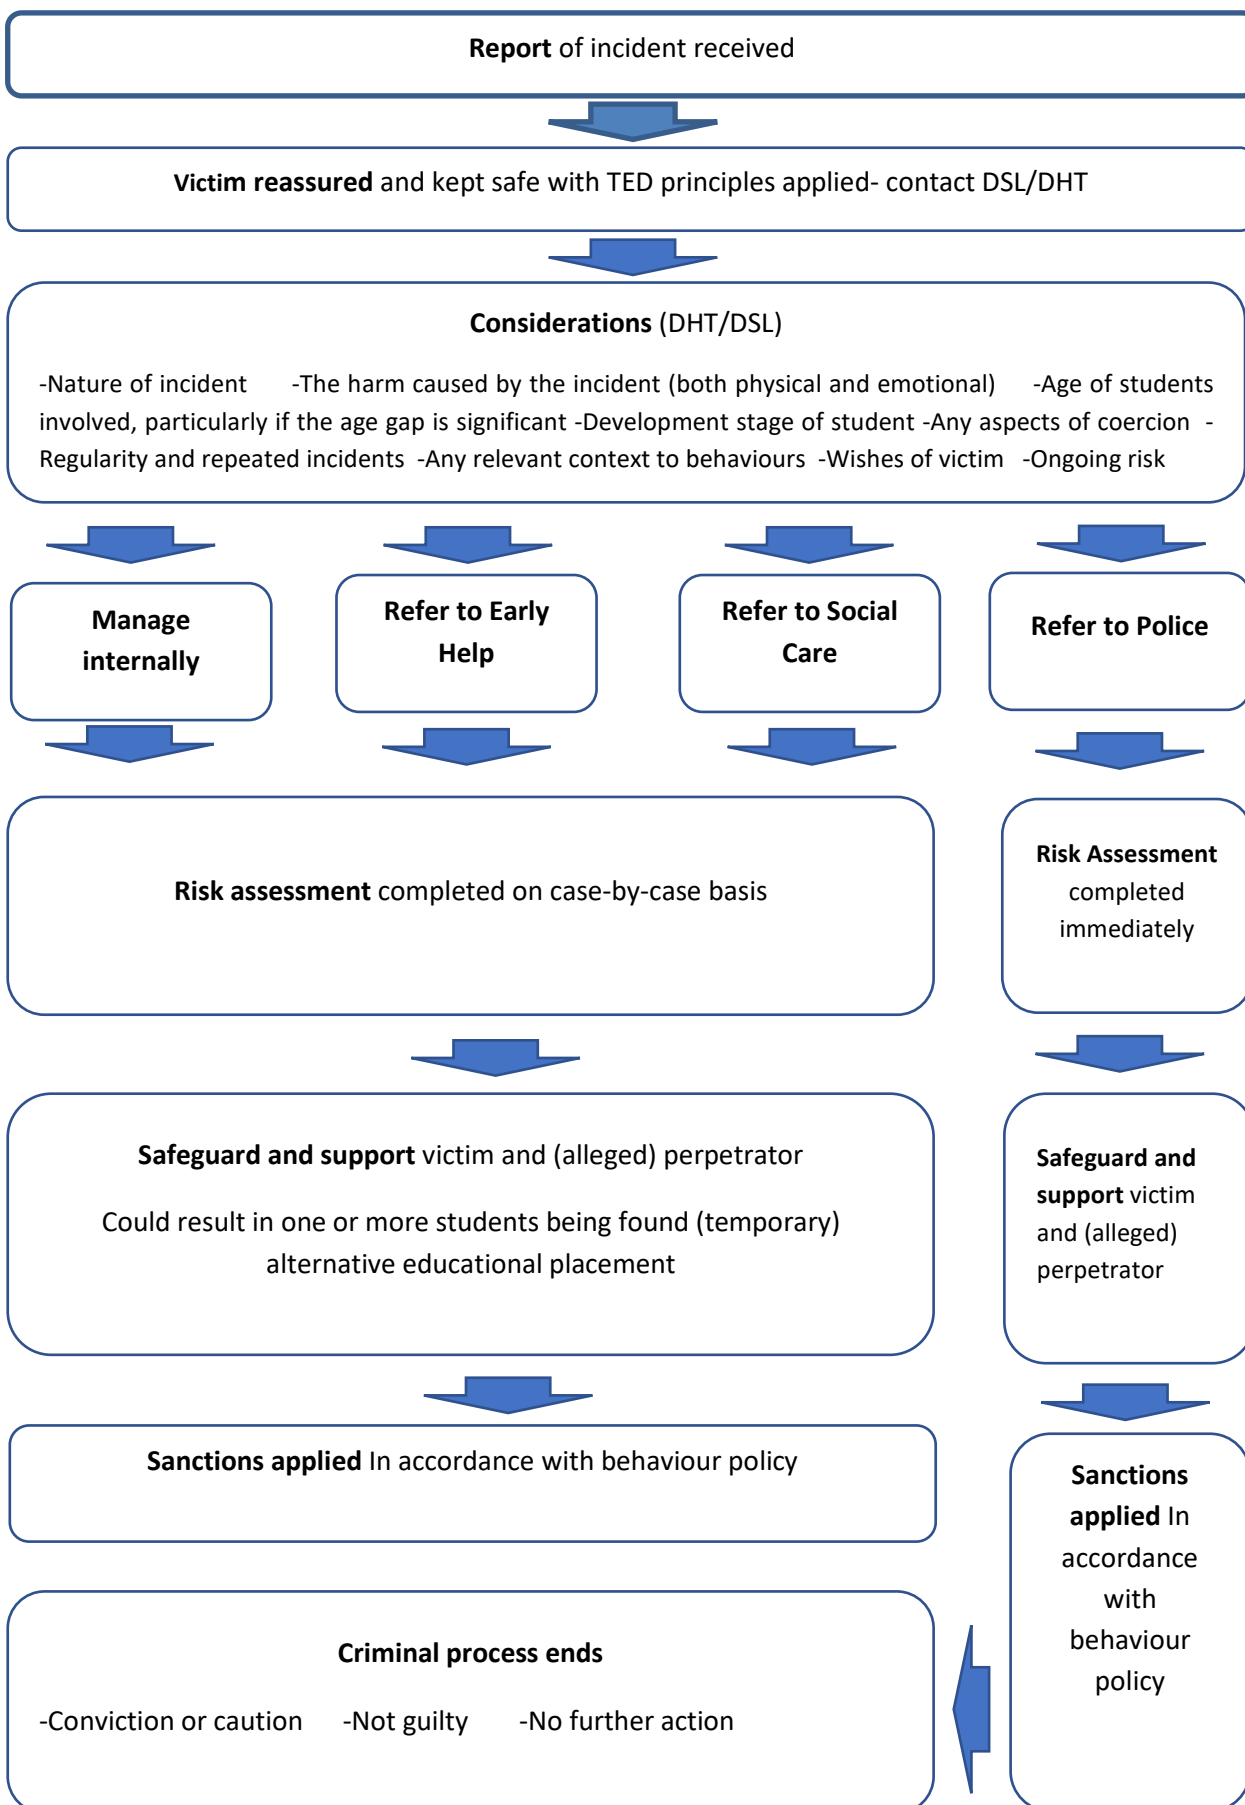 Report of incident received
Victim reassured and kept safe with TED principles applied- contact DSL/DHT
Considerations (DHT/DSL)
-Nature of incident -The harm caused by the incident (both physical and emotional) -Age of students
involved, particularly if the age gap is significant -Development stage of student -Any aspects of coercion -
Regularity and repeated incidents -Any relevant context to behaviours -Wishes of victim -Ongoing risk
Manage
internally
Refer to Early
Help
Refer to Social
Care
Refer to Police
Risk assessment completed on case-by-case basis
Risk Assessment
completed
immediately
Safeguard and support victim and (alleged) perpetrator
Could result in one or more students being found (temporary)
alternative educational placement
Safeguard and
support victim
and (alleged)
perpetrator
Sanctions applied In accordance with behaviour policy
Sanctions
applied In
accordance
with
behaviour
policy
Criminal process ends
-Conviction or caution -Not guilty -No further action